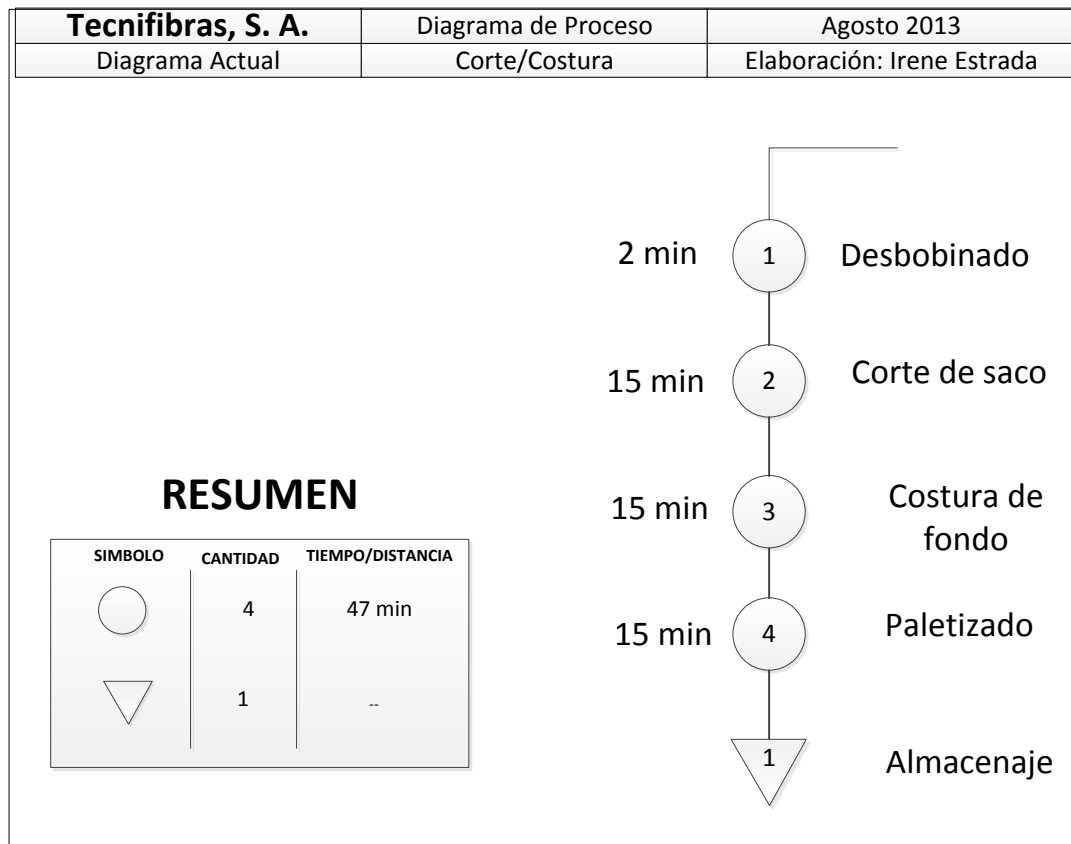 Tecnifibras, S. A. Diagrama de Proceso Agosto 2013
Diagrama Actual Corte/Costura Elaboración: Irene Estrada
2 min 1 Desbobinado
15 min 2 Corte de saco
15 min 3 Costura de
fondo
15 min 4 Paletizado
1 Almacenaje
RESUMEN
SIMBOLO CANTIDAD TIEMPO/DISTANCIA
4 47 min
1 --